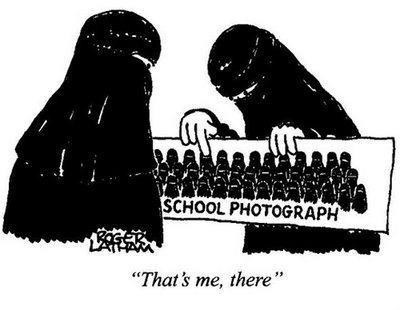 SCHOOL PHOTOGRAPH
ROGER
LATHAM
“That’s me, there”